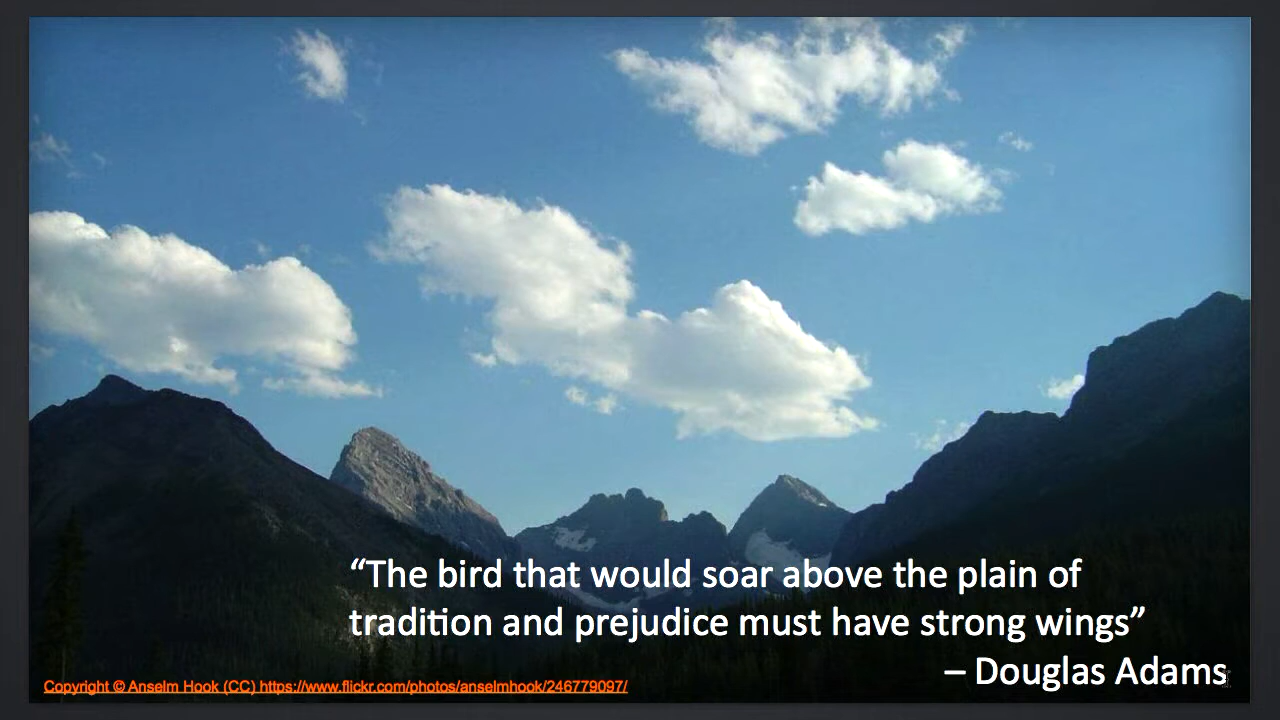 “The bird that would soar above the plain of
tradition and prejudice must have strong wings”
– Douglas Adams
Copyright © Anselm Hook (CC) https://www.flickr.com/photos/anselmhook/246779097/